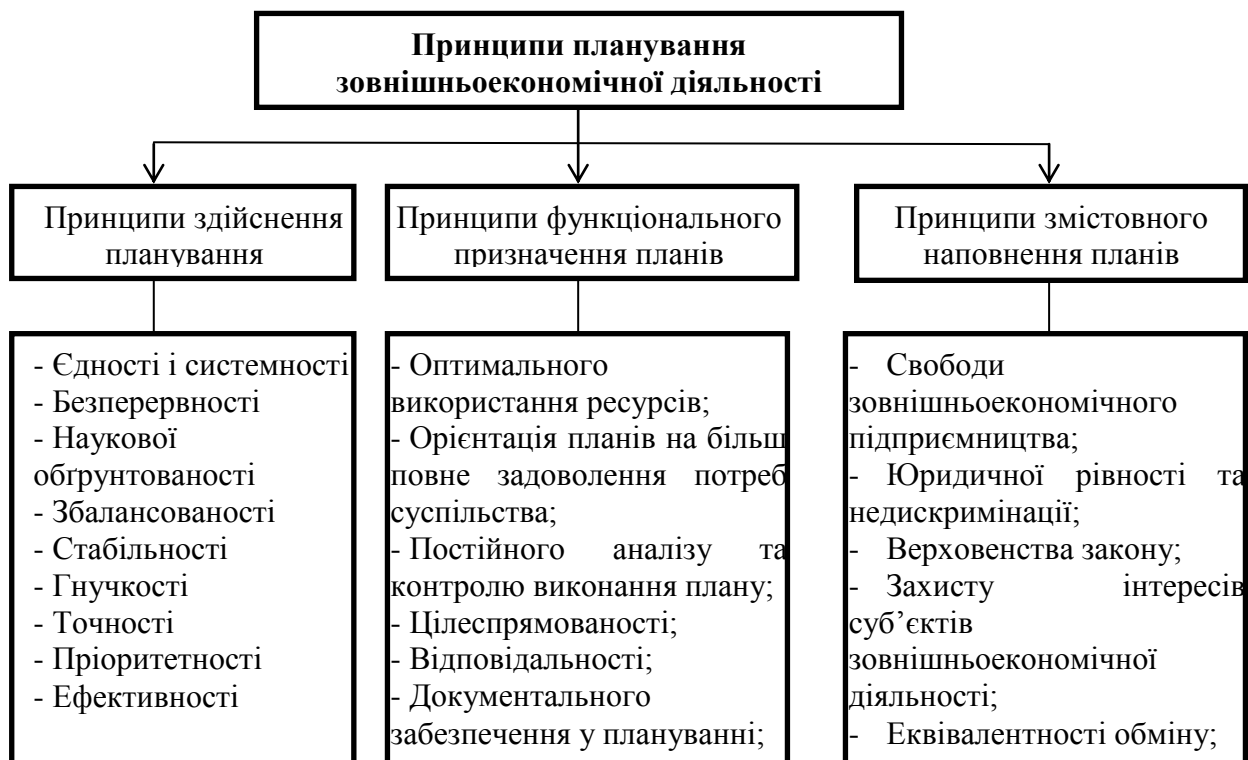 Принципи планування
зовнішньоекономічної діяльності
Принципи здійснення
планування
Принципи функціонального
призначення планів
Принципи змістовного
наповнення планів
- Єдності і системності
- Безперервності
- Наукової
обґрунтованості
- Збалансованості
- Стабільності
- Гнучкості
- Точності
- Пріоритетності
- Ефективності
- Оптимального
використання ресурсів;
- Орієнтація планів на більш
повне задоволення потреб
суспільства;
- Постійного аналізу та
контролю виконання плану;
- Цілеспрямованості;
- Відповідальності;
- Документального
забезпечення у плануванні;
- Свободи
зовнішньоекономічного
підприємництва;
- Юридичної рівності та
недискримінації;
- Верховенства закону;
- Захисту інтересів
суб’єктів
зовнішньоекономічної
діяльності;
- Еквівалентності обміну;